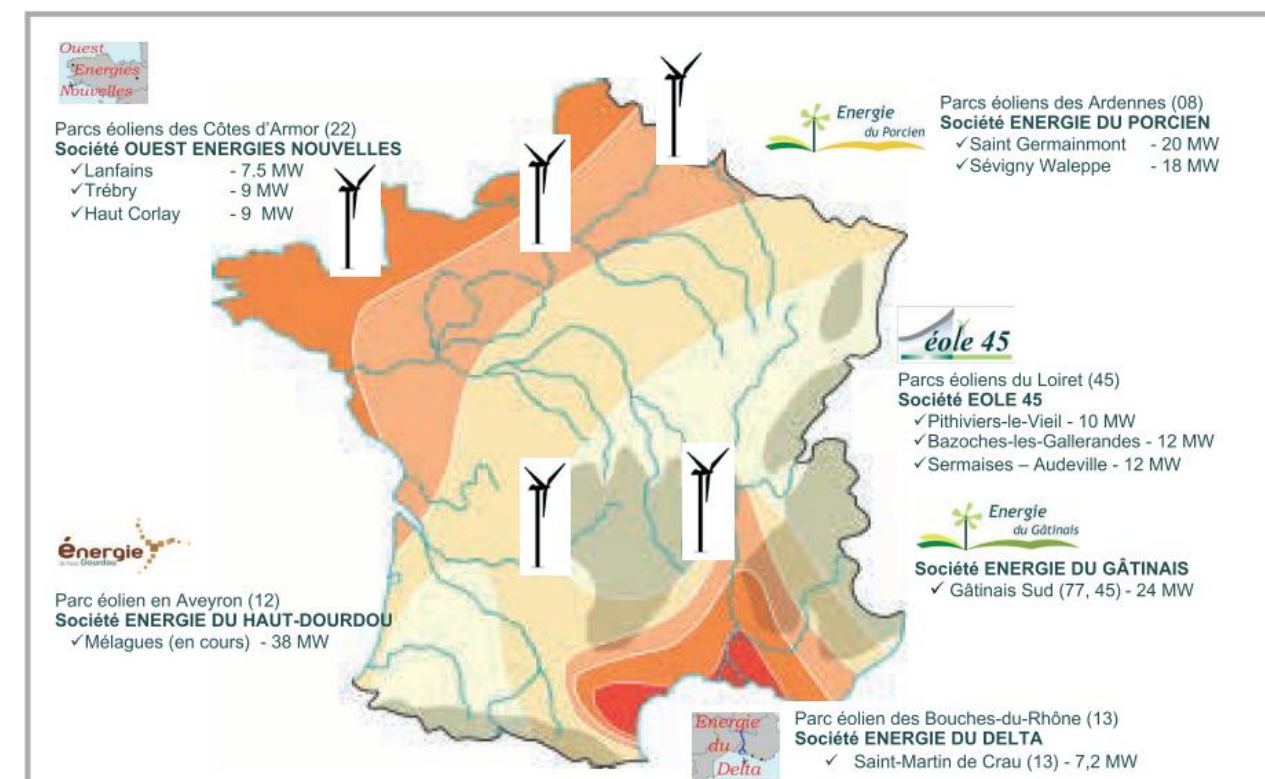 Ouest
Energies
Nouvelles
Parcs éoliens des Côtes d'Armor (22)
Société OUEST ENERGIES NOUVELLES
✓Lanfains - 7.5 MW
✓Trébry - 9 MW
✓Haut Corlay - 9 MW
Energie
du Porcien
Parcs éoliens des Ardennes (08)
Société ENERGIE DU PORCIEN
✓Saint Germainmont - 20 MW
✓Sévigny Waleppe - 18 MW
éole 45
Parcs éoliens du Loiret (45)
Société EOLE 45
✓Pithiviers-le-Vieil - 10 MW
✓Bazoches-les-Gallerandes - 12 MW
✓Sermaises – Audeville - 12 MW
Energie
du Gâtinais
Société ENERGIE DU GÂTINAIS
✓ Gâtinais Sud (77, 45) - 24 MW
énergie
Dourdou
Parc éolien en Aveyron (12)
Société ENERGIE DU HAUT-DOURDOU
✓Mélagues (en cours) - 38 MW
Energie
du
Delta
Parc éolien des Bouches-du-Rhône (13)
Société ENERGIE DU DELTA
✓ Saint-Martin de Crau (13) - 7,2 MW